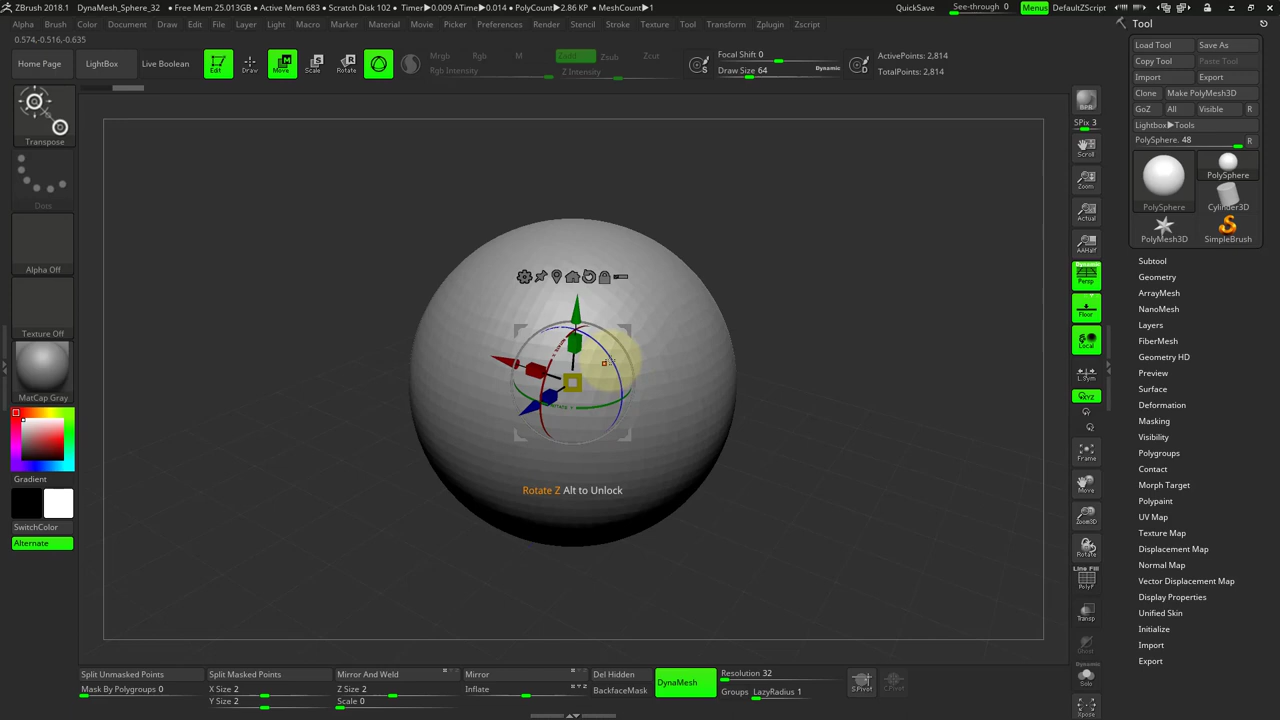 ZBrush 2018.1 DynaMesh_Sphere_32 • Free Mem 25.013GB • Active Mem 683 • Scratch Disk 102 • Timer▶0.009 ATime▶0.014 • PolyCount▶2.86 KP • MeshCount▶1 QuickSave See-through 0 Menus DefaultZScript
Alpha Brush Color Document Draw Edit File Layer Light Macro Marker Material Movie Picker Preferences Render Stencil Stroke Texture Tool Transform Zplugin Zscript
0.574,-0.516,-0.635
Home Page LightBox Live Boolean Edit Draw Move Scale Rotate
Mrgb Rgb M Zadd Zsub Zcut
Rgb Intensity Z Intensity
Focal Shift 0
Draw Size 64 Dynamic
S D
ActivePoints: 2,814
TotalPoints: 2,814
Transpose
Dots
Alpha Off
Texture Off
MatCap Gray
Gradient
SwitchColor
Alternate
Rotate Z Alt to Unlock
BPR
SPix 3
Scroll
Zoom
Actual
AAHalf
Dynamic
Persp
Floor
Local
L.Sym
XYZ
Frame
Move
Zoom3D
Rotate
Line Fill
PolyF
Transp
Ghost
Dynamic
Solo
Xpose
Tool
Load Tool Save As
Copy Tool Paste Tool
Import Export
Clone Make PolyMesh3D
GoZ All Visible R
Lightbox▶Tools
PolySphere. 48 R
PolySphere PolySphere
Cylinder3D
PolyMesh3D SimpleBrush
Subtool
Geometry
ArrayMesh
NanoMesh
Layers
FiberMesh
Geometry HD
Preview
Surface
Deformation
Masking
Visibility
Polygroups
Contact
Morph Target
Polypaint
UV Map
Texture Map
Displacement Map
Normal Map
Vector Displacement Map
Display Properties
Unified Skin
Initialize
Import
Export
Split Unmasked Points Split Masked Points Mirror And Weld Mirror Del Hidden DynaMesh Resolution 32
Mask By Polygroups 0 X Size 2 Z Size 2 Inflate BackfaceMask Groups LazyRadius 1 S.Pivot C.Pivot
Y Size 2 Scale 0